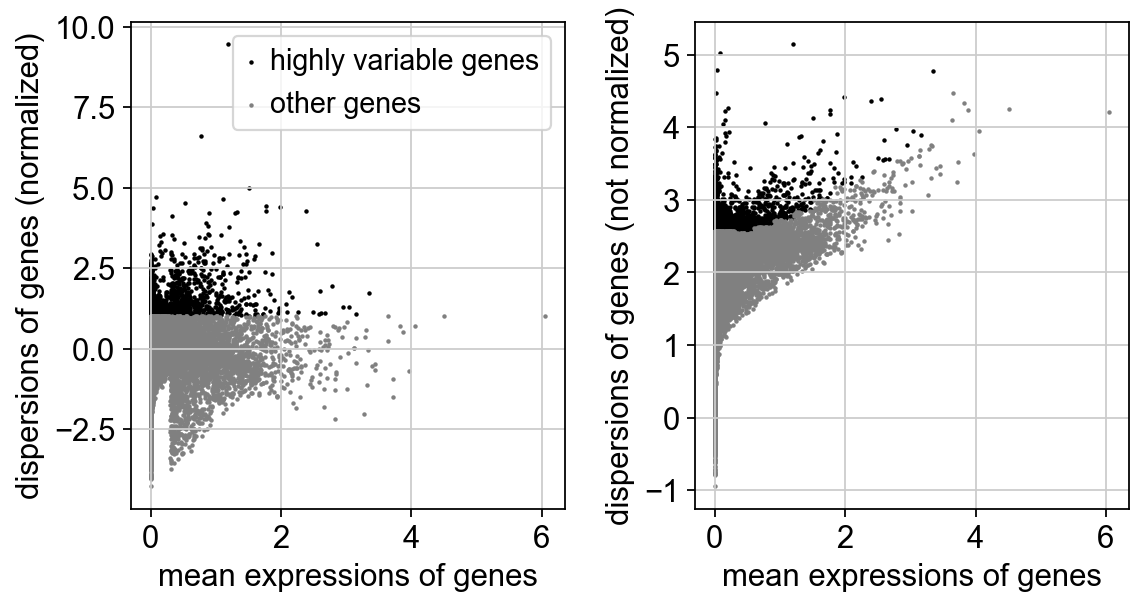 dispersions of genes (normalized)
10.0
7.5
5.0
2.5
0.0
−2.5
highly variable genes
other genes
0 2 4 6
mean expressions of genes
dispersions of genes (not normalized)
5
4
3
2
1
0
−1
0 2 4 6
mean expressions of genes